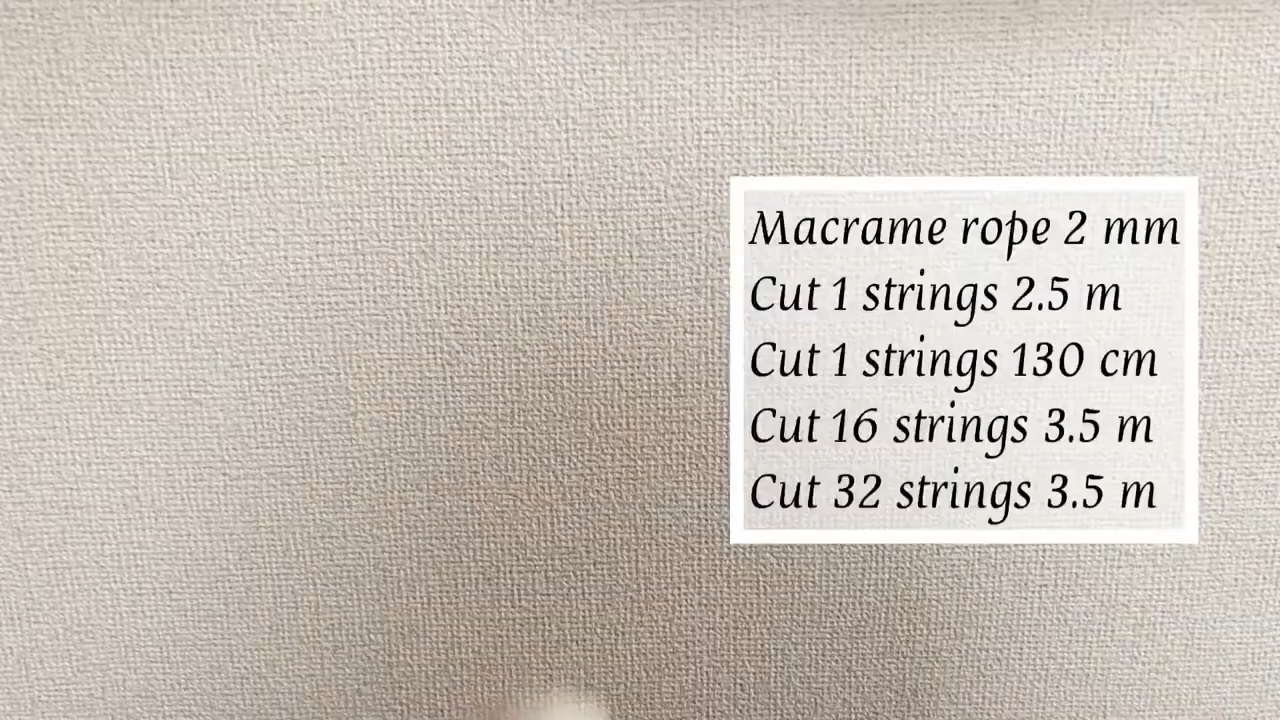 Macrame rope 2 mm
Cut 1 strings 2.5 m
Cut 1 strings 130 cm
Cut 16 strings 3.5 m
Cut 32 strings 3.5 m